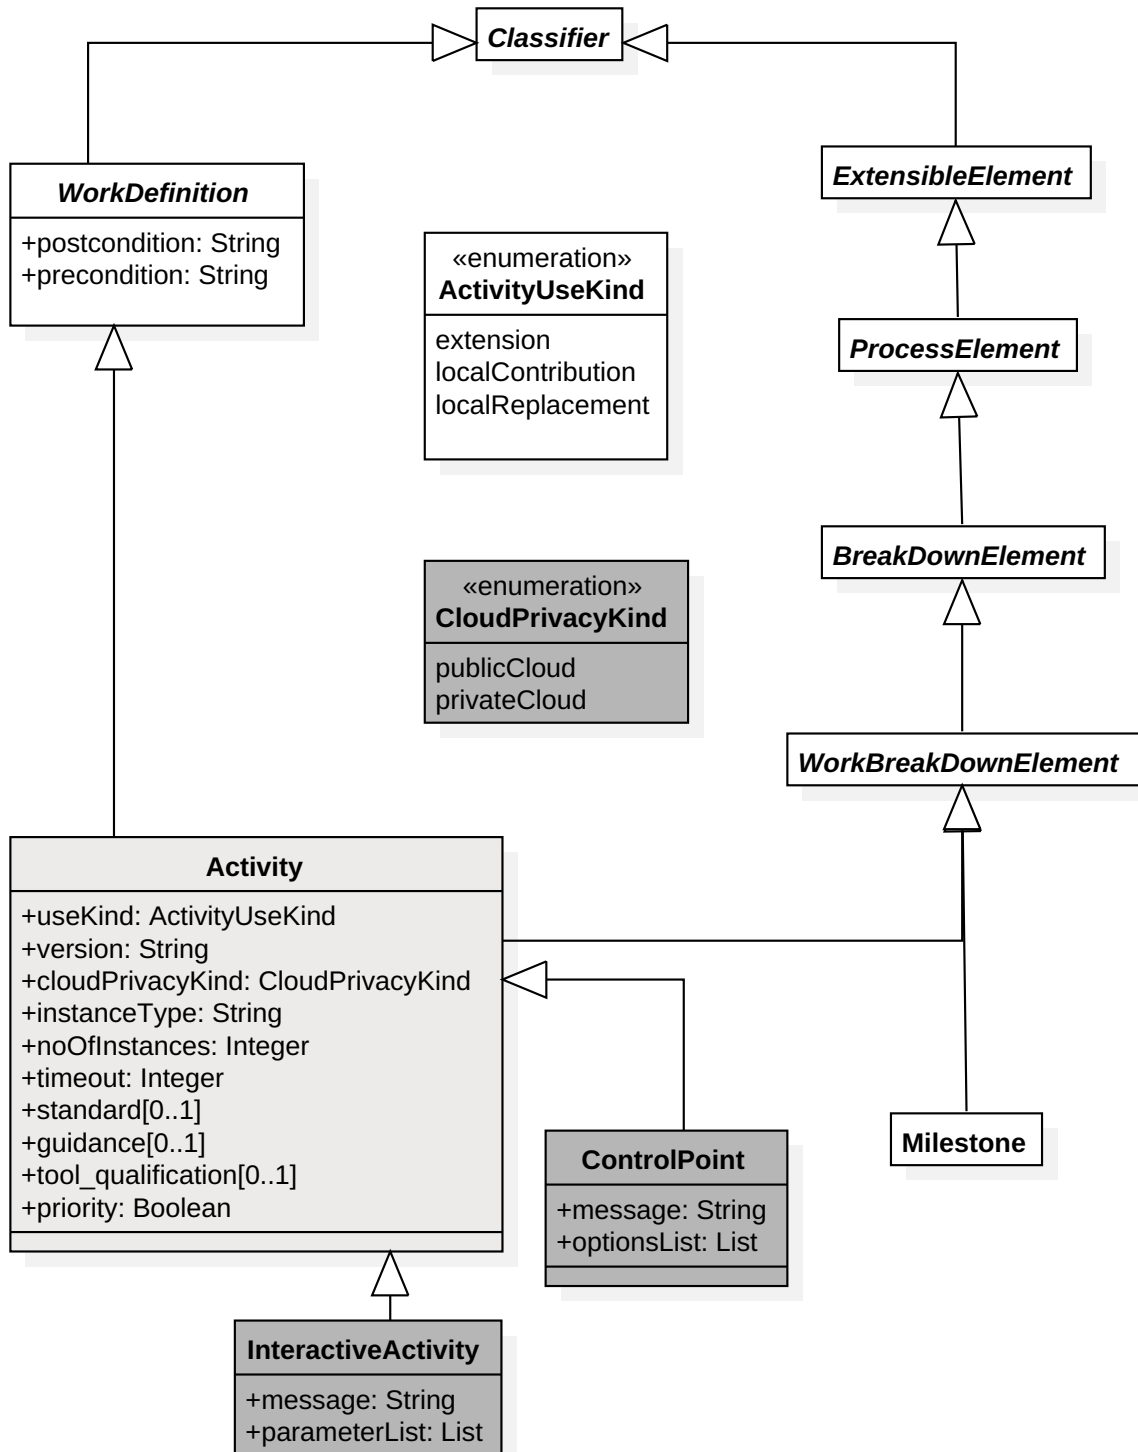 Classifier
WorkDefinition
+postcondition: String
+precondition: String
ExtensibleElement
«enumeration»
ActivityUseKind
extension
localContribution
localReplacement
ProcessElement
BreakDownElement
«enumeration»
CloudPrivacyKind
publicCloud
privateCloud
WorkBreakDownElement
Activity
+useKind: ActivityUseKind
+version: String
+cloudPrivacyKind: CloudPrivacyKind
+instanceType: String
+noOfInstances: Integer
+timeout: Integer
+standard[0..1]
+guidance[0..1]
+tool_qualification[0..1]
+priority: Boolean
ControlPoint
+message: String
+optionsList: List
Milestone
InteractiveActivity
+message: String
+parameterList: List